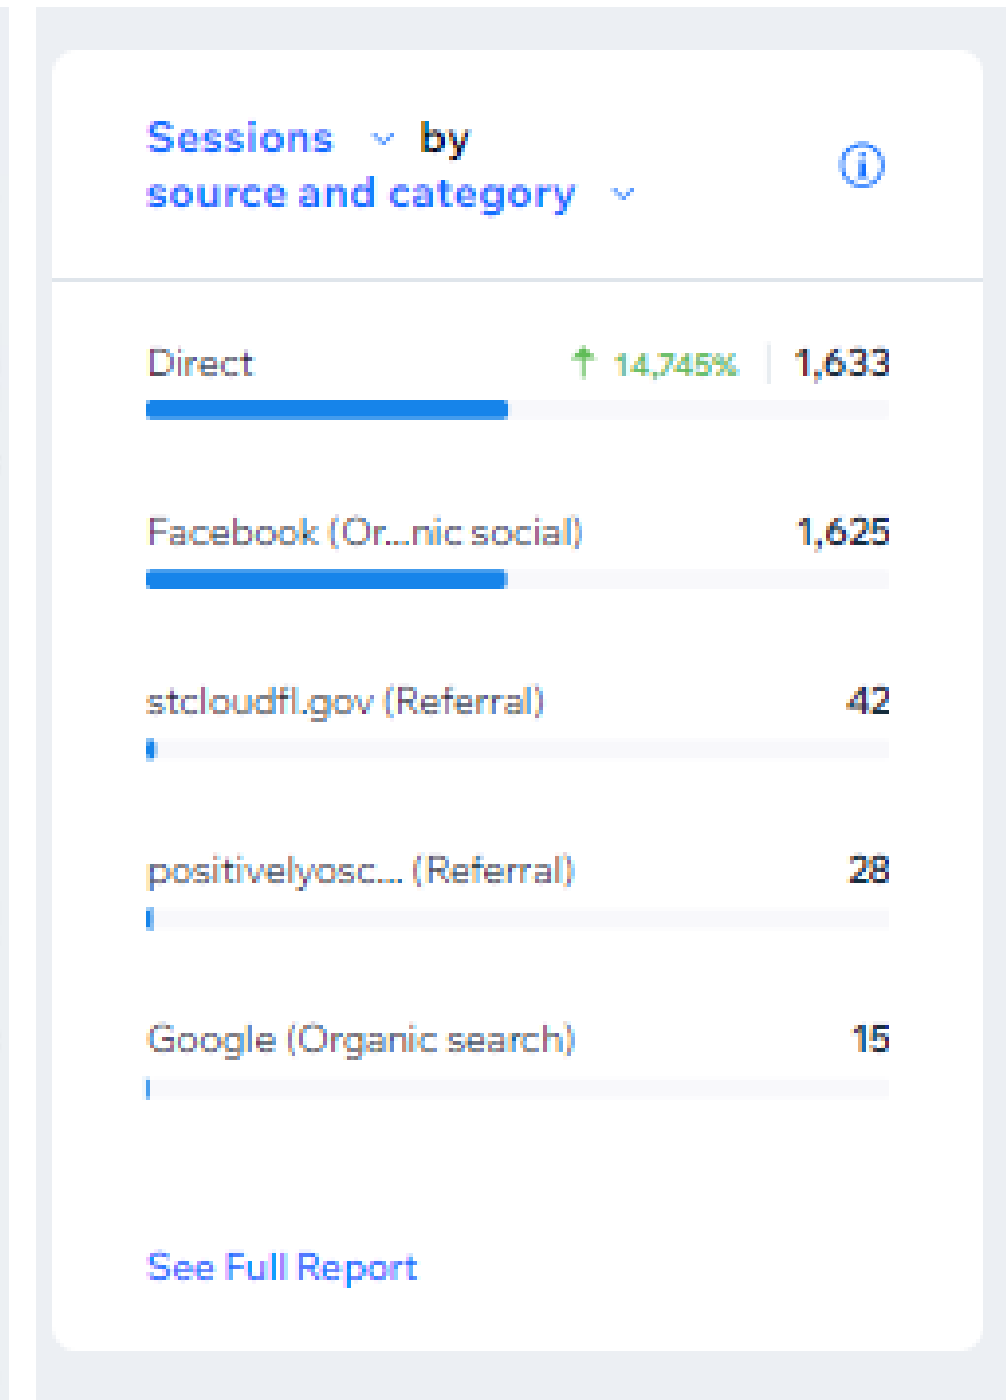 Sessions by
source and category
Direct ↑ 14,745% 1,633
Facebook (Or...nic social) 1,625
stcloudfl.gov (Referral) 42
positivelyosc... (Referral) 28
Google (Organic search) 15
See Full Report